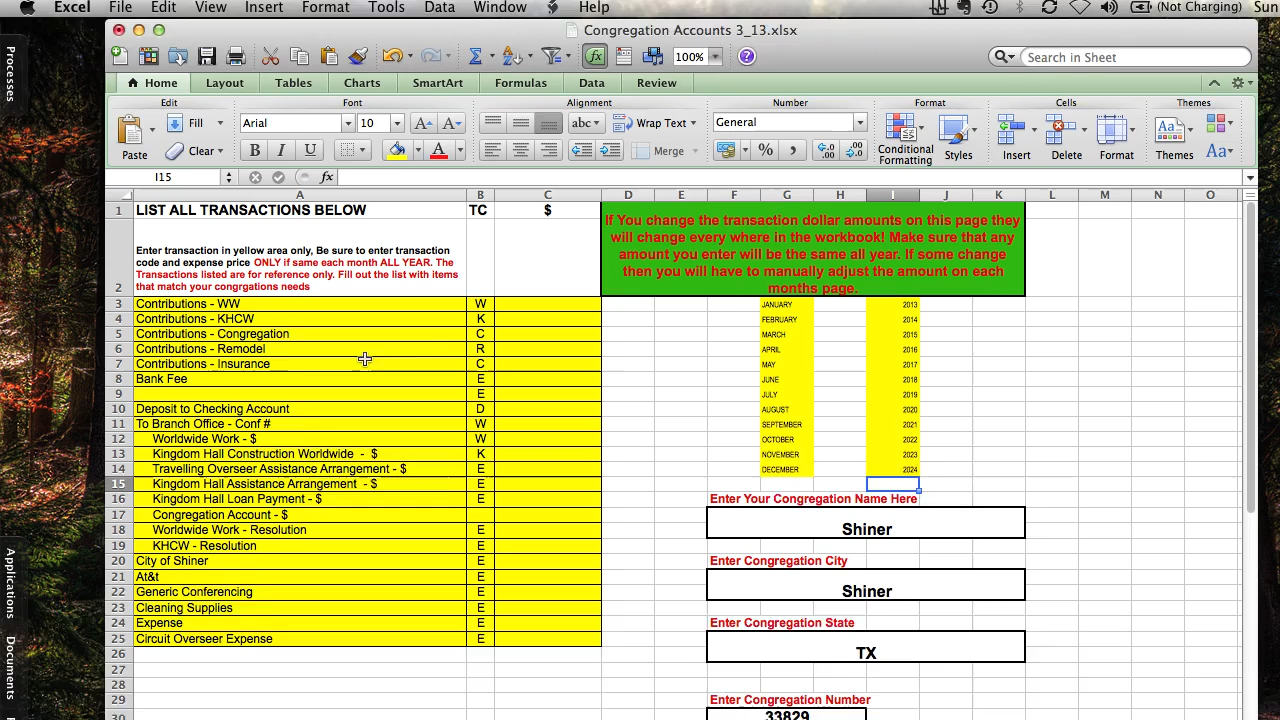 Excel File Edit View Insert Format Tools Data Window Help (Not Charging) Sun
Processes
Applications
Documents
Congregation Accounts 3_13.xlsx
100% Search in Sheet
Home Layout Tables Charts SmartArt Formulas Data Review
Edit Font Alignment Number Format Cells Themes
Fill Arial 10 abc Wrap Text General
Paste Clear B I U A Merge % Conditional Formatting Styles Insert Delete Format Themes Aa
I15 fx
A B C D E F G H I J K L M N O
1 LIST ALL TRANSACTIONS BELOW TC $
2 Enter transaction in yellow area only, Be sure to enter transaction
code and expense price ONLY if same each month ALL YEAR. The
Transactions listed are for reference only. Fill out the list with items
that match your congrgations needs
If You change the transaction dollar amounts on this page they
will change every where in the workbook! Make sure that any
amount you enter will be the same all year. If some change
then you will have to manually adjust the amount on each
months page.
3 Contributions - WW W JANUARY 2013
4 Contributions - KHCW K FEBRUARY 2014
5 Contributions - Congregation C MARCH 2015
6 Contributions - Remodel R APRIL 2016
7 Contributions - Insurance C MAY 2017
8 Bank Fee E JUNE 2018
9 E JULY 2019
10 Deposit to Checking Account D AUGUST 2020
11 To Branch Office - Conf # W SEPTEMBER 2021
12 Worldwide Work - $ W OCTOBER 2022
13 Kingdom Hall Construction Worldwide - $ K NOVEMBER 2023
14 Travelling Overseer Assistance Arrangement - $ E DECEMBER 2024
15 Kingdom Hall Assistance Arrangement - $ E
16 Kingdom Hall Loan Payment - $ E Enter Your Congregation Name Here
17 Congregation Account - $
18 Worldwide Work - Resolution E Shiner
19 KHCW - Resolution E
20 City of Shiner E Enter Congregation City
21 At&t E
22 Generic Conferencing E Shiner
23 Cleaning Supplies E
24 Expense E Enter Congregation State
25 Circuit Overseer Expense E
26 TX
27
28
29 Enter Congregation Number
30 33829